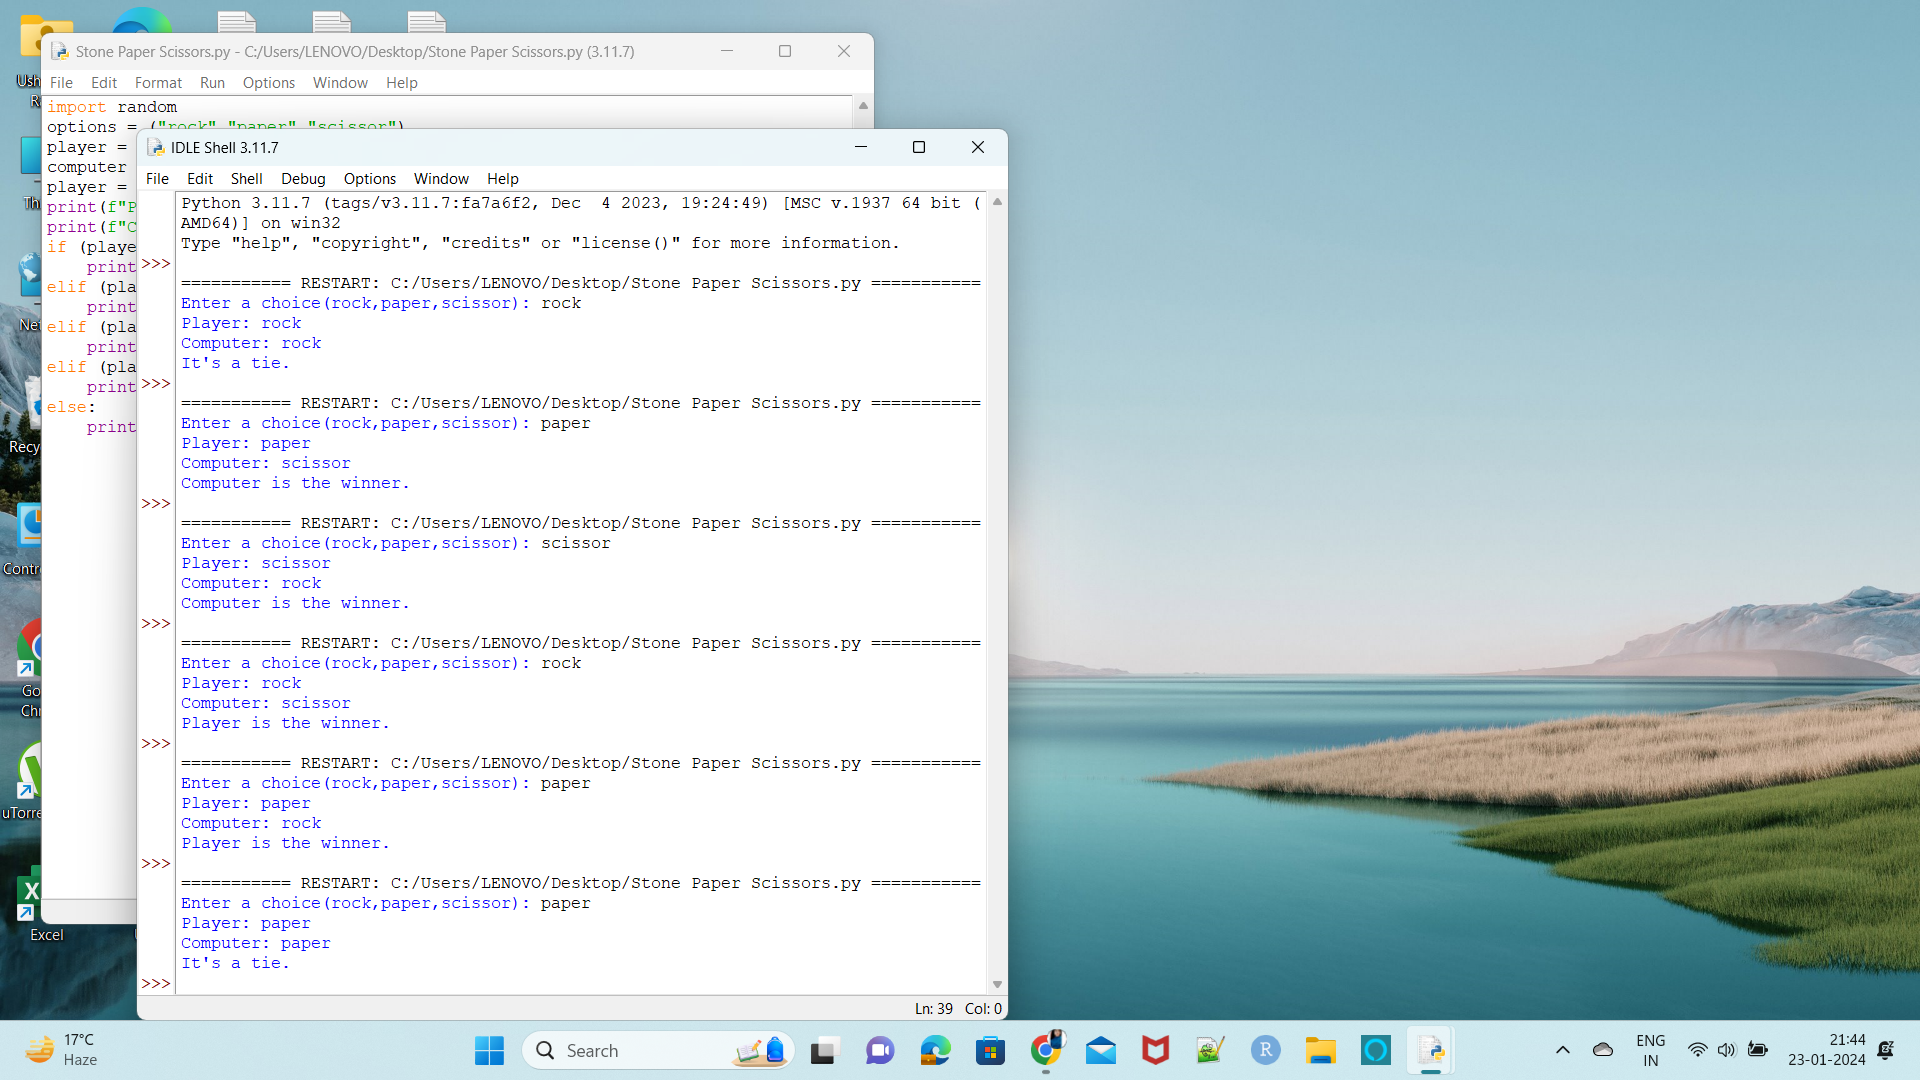 Stone Paper Scissors.py - C:/Users/LENOVO/Desktop/Stone Paper Scissors.py (3.11.7)
File Edit Format Run Options Window Help
import random
options = ("rock","paper","scissor")
player =
computer
player =
print(f"P
print(f"C
if (playe
print
elif (pla
print
elif (pla
print
elif (pla
print
else:
print
IDLE Shell 3.11.7
File Edit Shell Debug Options Window Help
Python 3.11.7 (tags/v3.11.7:fa7a6f2, Dec  4 2023, 19:24:49) [MSC v.1937 64 bit (
AMD64)] on win32
Type "help", "copyright", "credits" or "license()" for more information.
>>>
=========== RESTART: C:/Users/LENOVO/Desktop/Stone Paper Scissors.py ===========
Enter a choice(rock,paper,scissor): rock
Player: rock
Computer: rock
It's a tie.
>>>
=========== RESTART: C:/Users/LENOVO/Desktop/Stone Paper Scissors.py ===========
Enter a choice(rock,paper,scissor): paper
Player: paper
Computer: scissor
Computer is the winner.
>>>
=========== RESTART: C:/Users/LENOVO/Desktop/Stone Paper Scissors.py ===========
Enter a choice(rock,paper,scissor): scissor
Player: scissor
Computer: rock
Computer is the winner.
>>>
=========== RESTART: C:/Users/LENOVO/Desktop/Stone Paper Scissors.py ===========
Enter a choice(rock,paper,scissor): rock
Player: rock
Computer: scissor
Player is the winner.
>>>
=========== RESTART: C:/Users/LENOVO/Desktop/Stone Paper Scissors.py ===========
Enter a choice(rock,paper,scissor): paper
Player: paper
Computer: rock
Player is the winner.
>>>
=========== RESTART: C:/Users/LENOVO/Desktop/Stone Paper Scissors.py ===========
Enter a choice(rock,paper,scissor): paper
Player: paper
Computer: paper
It's a tie.
>>>
Ln: 39 Col: 0
Ush
R
Th
Net
Recy
Contr
Go
Chr
uTorre
Excel
17°C
Haze
Search
ENG
IN
21:44
23-01-2024